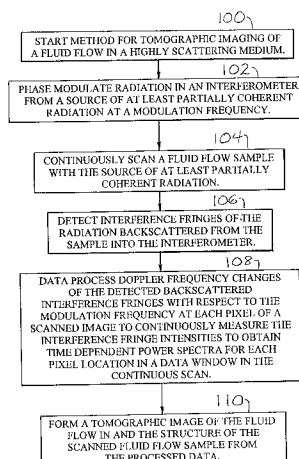 100
START METHOD FOR TOMOGRAPHIC IMAGING OF
A FLUID FLOW IN A HIGHLY SCATTERING MEDIUM.
102
PHASE MODULATE RADIATION IN AN INTERFEROMETER
FROM A SOURCE OF AT LEAST PARTIALLY COHERENT
RADIATION AT A MODULATION FREQUENCY.
104
CONTINUOUSLY SCAN A FLUID FLOW SAMPLE
WITH THE SOURCE OF AT LEAST PARTIALLY
COHERENT RADIATION.
106
DETECT INTERFERENCE FRINGES OF THE
RADIATION BACKSCATTERED FROM THE
SAMPLE INTO THE INTERFEROMETER.
108
DATA PROCESS DOPPLER FREQUENCY CHANGES
OF THE DETECTED BACKSCATTERED
INTERFERENCE FRINGES WITH RESPECT TO THE
MODULATION FREQUENCY AT EACH PIXEL OF A
SCANNED IMAGE TO CONTINUOUSLY MEASURE THE
INTERFERENCE FRINGE INTENSITIES TO OBTAIN
TIME DEPENDENT POWER SPECTRA FOR EACH
PIXEL LOCATION IN A DATA WINDOW IN THE
CONTINUOUS SCAN.
110
FORM A TOMOGRAPHIC IMAGE OF THE FLUID
FLOW IN AND THE STRUCTURE OF THE
SCANNED FLUID FLOW SAMPLE FROM
THE PROCESSED DATA.